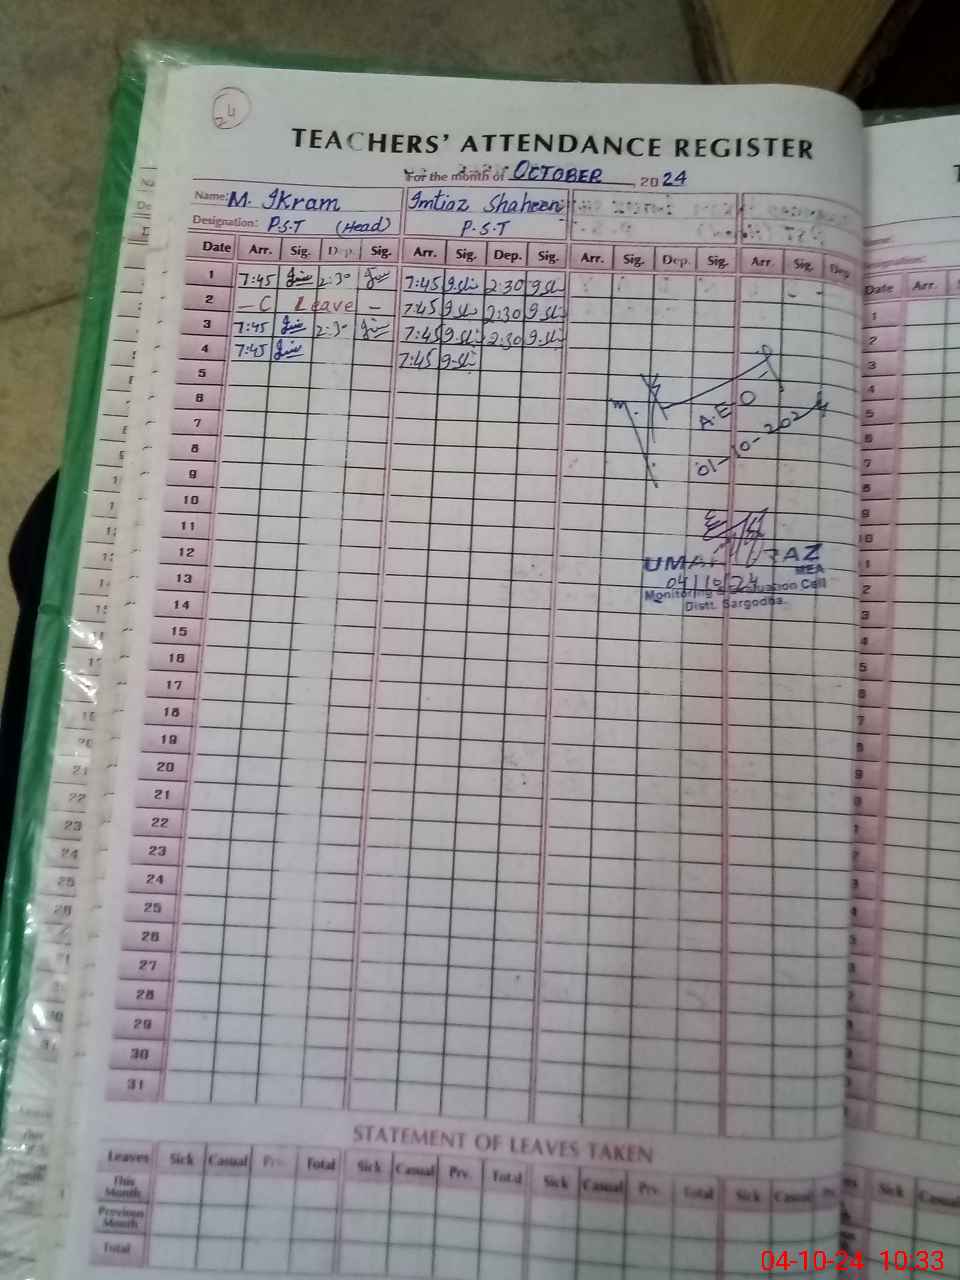 24
TEACHERS' ATTENDANCE REGISTER
For the month of OCTOBER, 2024
Name: M. Ikram Imtiaz Shaheen
Designation: P.S.T (Head) P.S.T
Date Arr. Sig. Dep. Sig. Arr. Sig. Dep. Sig. Arr. Sig. Dep. Sig. Arr. Sig. Dep
1 7:45 2:30 7:45 2:30
2 - C Leave - 7:45 2:30
3 7:45 2:30 7:45 2:30
4 7:45 7:45
5
6
7
8
9
10
11
12
13
14
15
16
17
18
19
20
21
22
23
24
25
26
27
28
29
30
31
A.E.O
01-10-2024
UMAR
MEA
04/10/24
Monitoring & Evaluation Cell
Distt. Sargodha.
STATEMENT OF LEAVES TAKEN
Leaves Sick Casual Prv. Total Sick Casual Prv. Total Sick Casual Prv. Total Sick Casual
This Month
Previous Month
Total
Date Arr.
Sick Casual
04-10-24 10:33